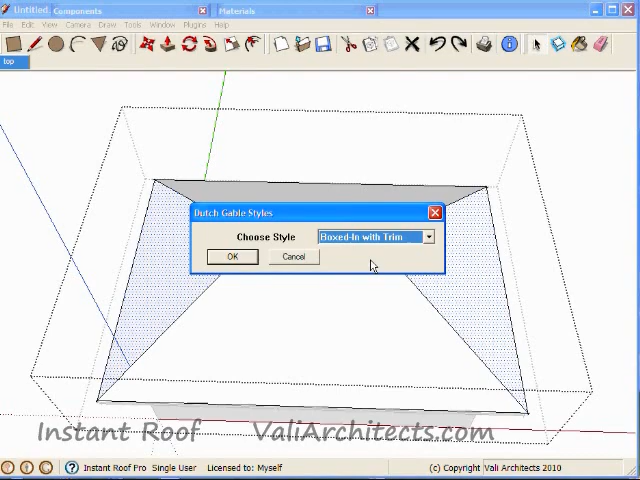 Untitled. Components Materials
File Edit View Camera Draw Tools Window Plugins Help
top
Dutch Gable Styles
Choose Style Boxed-In with Trim
OK Cancel
Instant Roof ValiArchitects.com
Instant Roof Pro Single User Licensed to: Myself (c) Copyright Vali Architects 2010